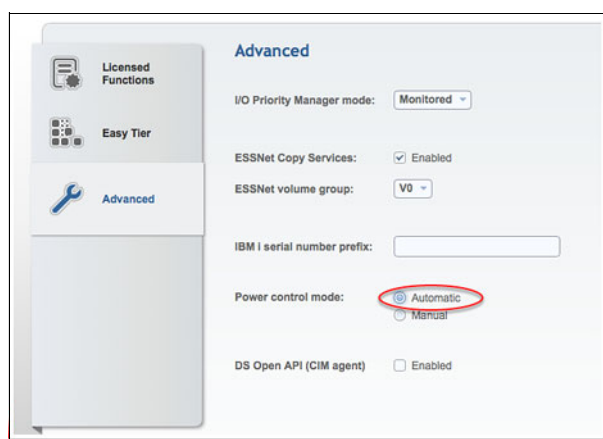 Licensed
Functions
Easy Tier
Advanced
Advanced
I/O Priority Manager mode: Monitored
ESSNet Copy Services: Enabled
ESSNet volume group: V0
IBM i serial number prefix:
Power control mode: Automatic
Manual
DS Open API (CIM agent) Enabled